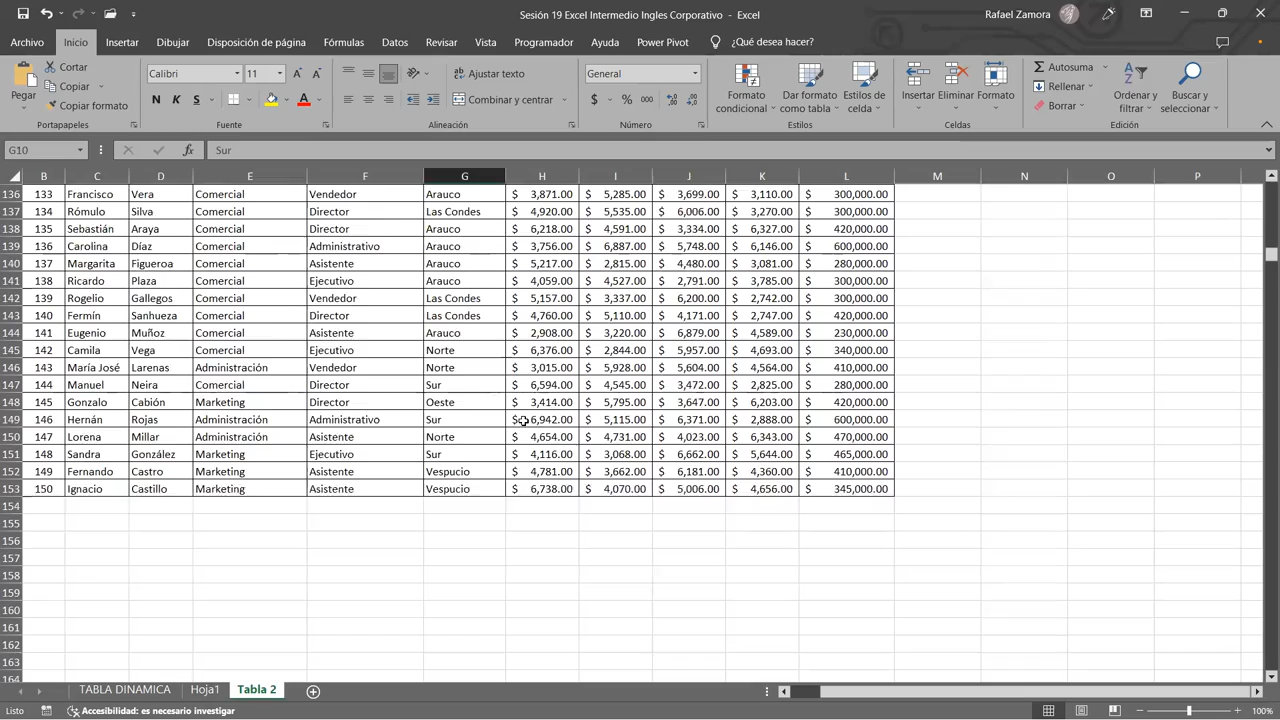 Sesión 19 Excel Intermedio Ingles Corporativo - Excel
Rafael Zamora
Archivo Inicio Insertar Dibujar Disposición de página Fórmulas Datos Revisar Vista Programador Ayuda Power Pivot ¿Qué desea hacer?
Pegar
Cortar
Copiar
Copiar formato
Portapapeles
Calibri 11
N K S
Fuente
Ajustar texto
Combinar y centrar
Alineación
General
$ % 000
Número
Formato condicional
Dar formato como tabla
Estilos de celda
Estilos
Insertar Eliminar Formato
Celdas
Autosuma
Rellenar
Borrar
Ordenar y filtrar
Buscar y seleccionar
Edición
G10 fx Sur
B C D E F G H I J K L M N O P
136 133 Francisco Vera Comercial Vendedor Arauco $ 3,871.00 $ 5,285.00 $ 3,699.00 $ 3,110.00 $ 300,000.00
137 134 Rómulo Silva Comercial Director Las Condes $ 4,920.00 $ 5,535.00 $ 6,006.00 $ 3,270.00 $ 300,000.00
138 135 Sebastián Araya Comercial Director Arauco $ 6,218.00 $ 4,591.00 $ 3,334.00 $ 6,327.00 $ 420,000.00
139 136 Carolina Díaz Comercial Administrativo Arauco $ 3,756.00 $ 6,887.00 $ 5,748.00 $ 6,146.00 $ 600,000.00
140 137 Margarita Figueroa Comercial Asistente Arauco $ 5,217.00 $ 2,815.00 $ 4,480.00 $ 3,081.00 $ 280,000.00
141 138 Ricardo Plaza Comercial Ejecutivo Arauco $ 4,059.00 $ 4,527.00 $ 2,791.00 $ 3,785.00 $ 300,000.00
142 139 Rogelio Gallegos Comercial Vendedor Las Condes $ 5,157.00 $ 3,337.00 $ 6,200.00 $ 2,742.00 $ 300,000.00
143 140 Fermín Sanhueza Comercial Director Las Condes $ 4,760.00 $ 5,110.00 $ 4,171.00 $ 2,747.00 $ 420,000.00
144 141 Eugenio Muñoz Comercial Asistente Arauco $ 2,908.00 $ 3,220.00 $ 6,879.00 $ 4,589.00 $ 230,000.00
145 142 Camila Vega Comercial Ejecutivo Norte $ 6,376.00 $ 2,844.00 $ 5,957.00 $ 4,693.00 $ 340,000.00
146 143 María José Larenas Administración Vendedor Norte $ 3,015.00 $ 5,928.00 $ 5,604.00 $ 4,564.00 $ 410,000.00
147 144 Manuel Neira Comercial Director Sur $ 6,594.00 $ 4,545.00 $ 3,472.00 $ 2,825.00 $ 280,000.00
148 145 Gonzalo Cabión Marketing Director Oeste $ 3,414.00 $ 5,795.00 $ 3,647.00 $ 6,203.00 $ 420,000.00
149 146 Hernán Rojas Administración Administrativo Sur $ 6,942.00 $ 5,115.00 $ 6,371.00 $ 2,888.00 $ 600,000.00
150 147 Lorena Millar Administración Asistente Norte $ 4,654.00 $ 4,731.00 $ 4,023.00 $ 6,343.00 $ 470,000.00
151 148 Sandra González Marketing Ejecutivo Sur $ 4,116.00 $ 3,068.00 $ 6,662.00 $ 5,644.00 $ 465,000.00
152 149 Fernando Castro Marketing Asistente Vespucio $ 4,781.00 $ 3,662.00 $ 6,181.00 $ 4,360.00 $ 410,000.00
153 150 Ignacio Castillo Marketing Asistente Vespucio $ 6,738.00 $ 4,070.00 $ 5,006.00 $ 4,656.00 $ 345,000.00
154
155
156
157
158
159
160
161
162
163
164
TABLA DINAMICA Hoja1 Tabla 2
Listo Accesibilidad: es necesario investigar 100%